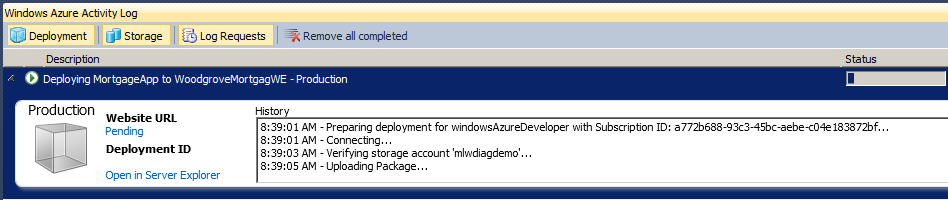 Windows Azure Activity Log
Deployment Storage Log Requests Remove all completed
Description Status
Deploying MortgageApp to WoodgroveMortgagWE - Production
Production
Website URL
Pending
Deployment ID
Open in Server Explorer
History
8:39:01 AM - Preparing deployment for windowsAzureDeveloper with Subscription ID: a772b688-93c3-45bc-aebe-c04e183872bf...
8:39:01 AM - Connecting...
8:39:03 AM - Verifying storage account 'mlwdiagdemo'...
8:39:05 AM - Uploading Package...